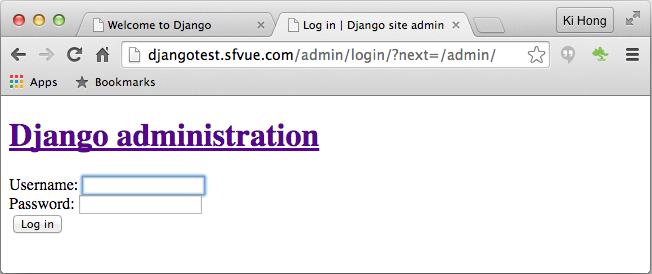 Welcome to Django
Log in | Django site admin
Ki Hong
djangotest.sfvue.com/admin/login/?next=/admin/
Apps
Bookmarks
Django administration
Username:
Password:
Log in